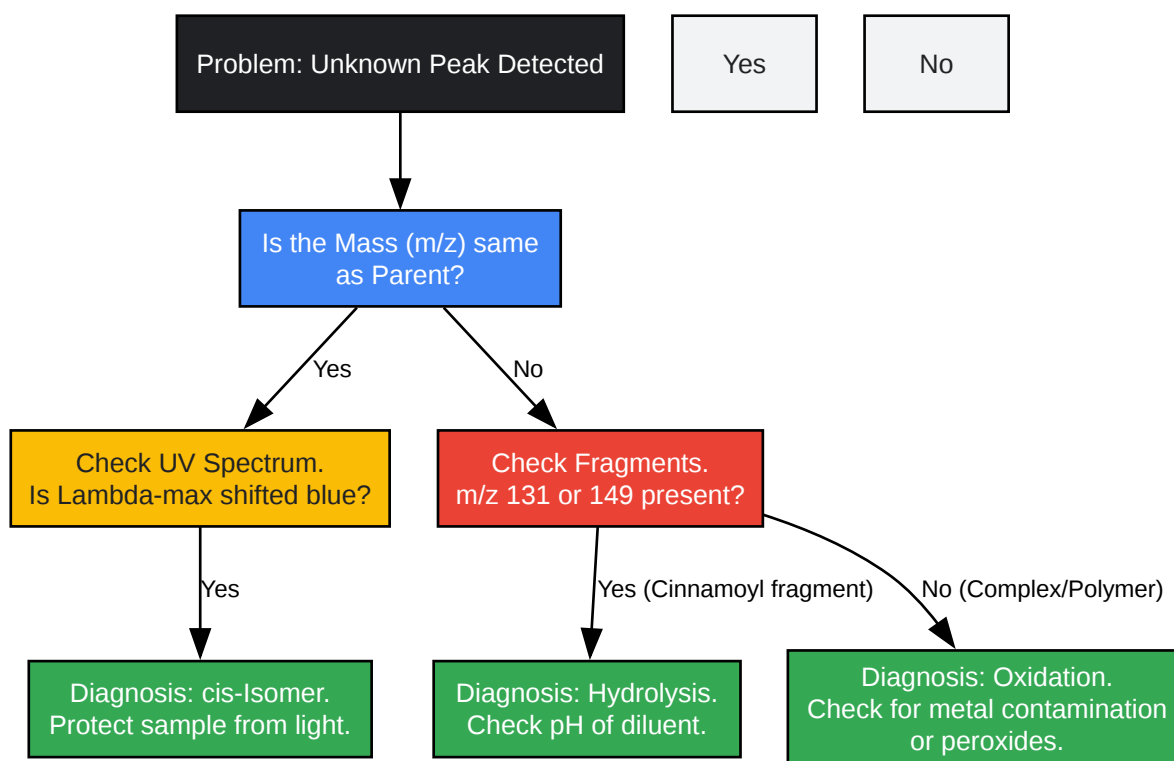 Problem: Unknown Peak Detected
Yes
No
Is the Mass (m/z) same
as Parent?
Yes
No
Check UV Spectrum.
Is Lambda-max shifted blue?
Check Fragments.
m/z 131 or 149 present?
Yes
Yes (Cinnamoyl fragment)
No (Complex/Polymer)
Diagnosis: cis-Isomer.
Protect sample from light.
Diagnosis: Hydrolysis.
Check pH of diluent.
Diagnosis: Oxidation.
Check for metal contamination
or peroxides.